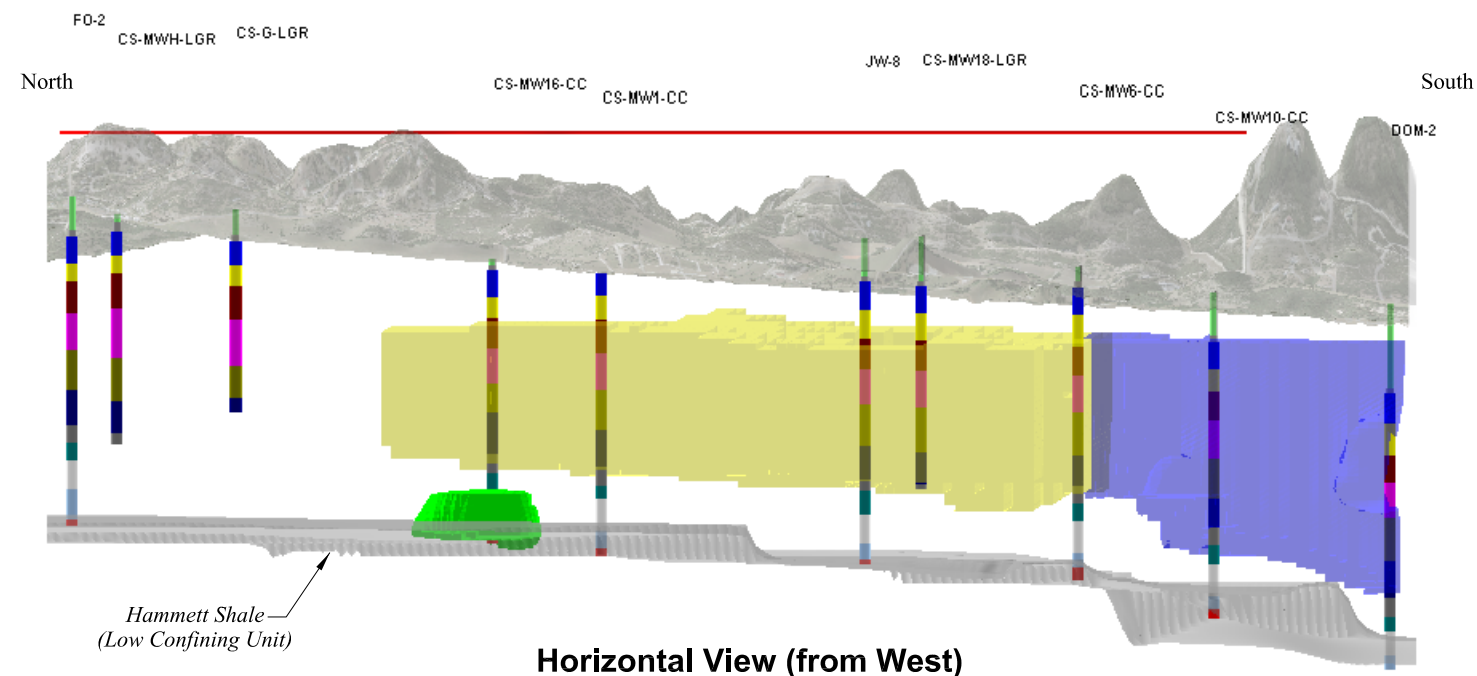 FO-2
CS-MWH-LGR
CS-G-LGR
JW-8
CS-MW18-LGR
North
CS-MW16-CC
CS-MW1-CC
CS-MW6-CC
South
CS-MW10-CC
DOM-2
Hammett Shale
(Low Confining Unit)
Horizontal View (from West)